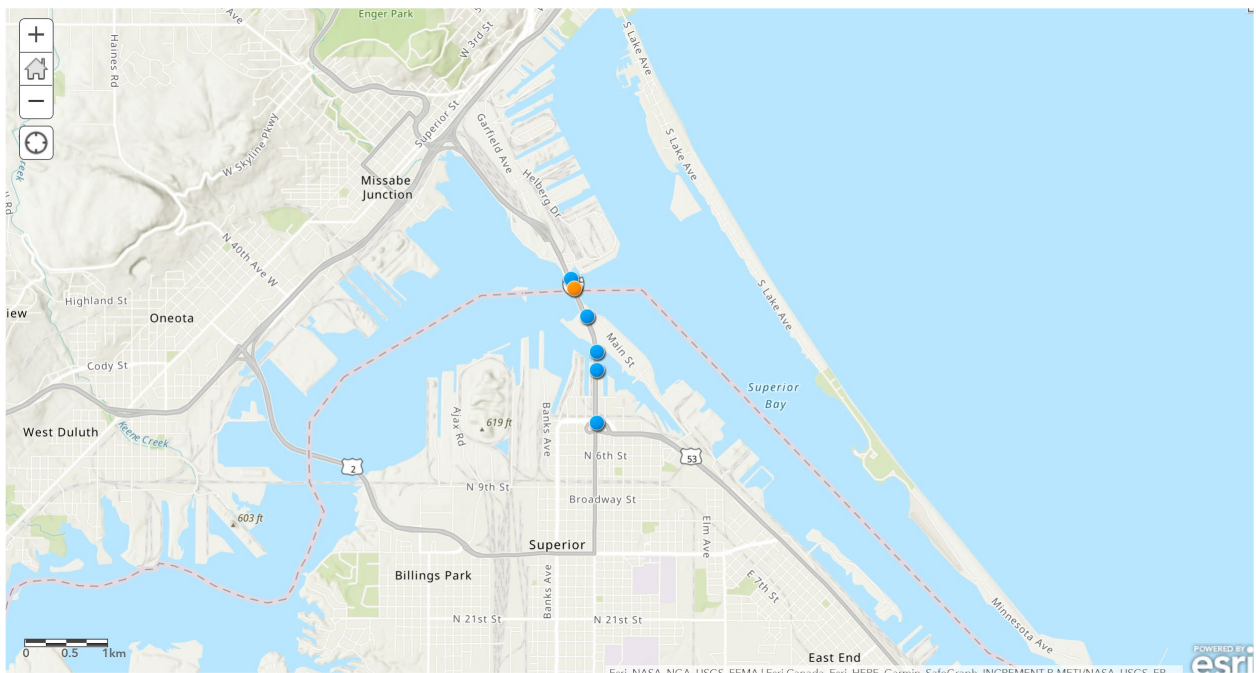 Enger Park
Ave
S Lake Ave
Haines Rd
W 3rd St
+
−
Superior St
Garfield Ave
W Skyline Pkwy
S Lake Ave
Helberg Dr
Missabe
Junction
Rd
N 40th Ave W
Highland St
iew
Oneota
S Lake Ave
Main St
Cody St
Superior
Bay
Ajax Rd
Banks Ave
619 ft
West Duluth
Keene Creek
N 6th St
53
2
N 9th St
Broadway St
603 ft
Elm Ave
Superior
Billings Park
Banks Ave
E 7th St
N 21st St
N 21st St
Minnesota Ave
0 0.5 1km
East End
POWERED BY
esri